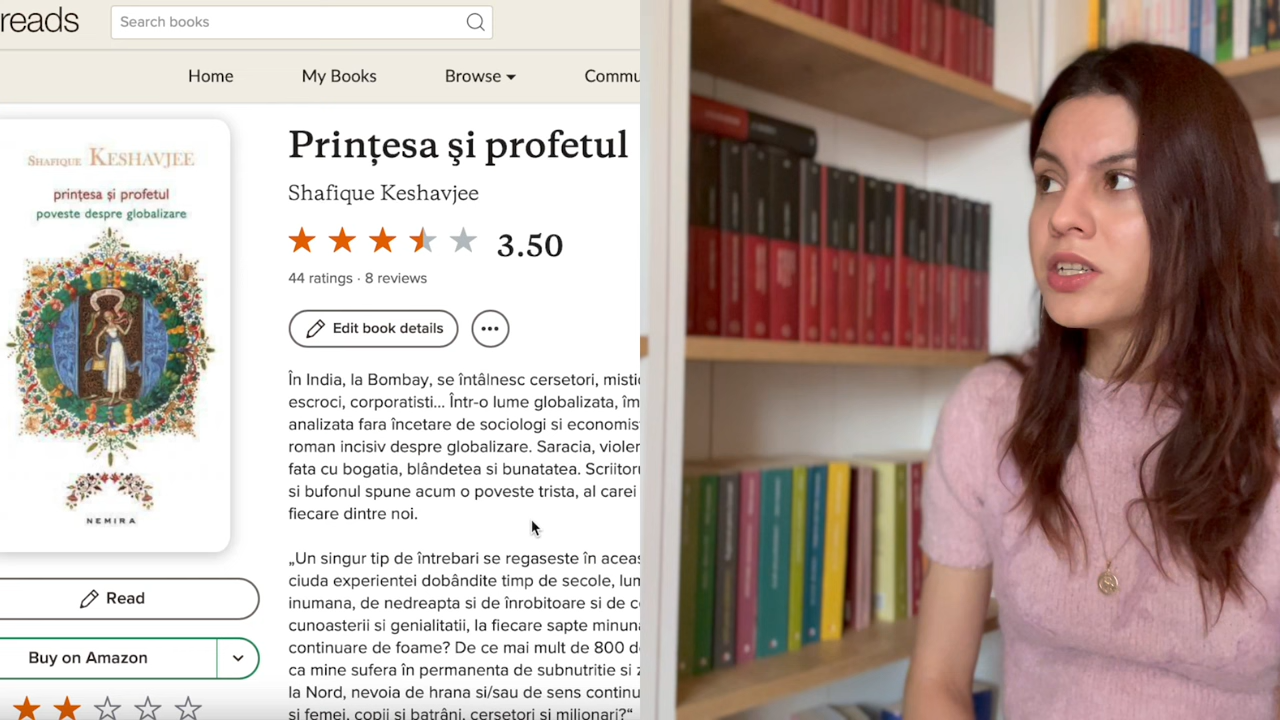 reads
Search books
Home
My Books
Browse
Commu
SHAFIQUE KESHAVJEE
prințesa și profetul
poveste despre globalizare
NEMIRA
Read
Buy on Amazon
Prințesa şi profetul
Shafique Keshavjee
3.50
44 ratings · 8 reviews
Edit book details
În India, la Bombay, se întâlnesc cersetori, mistic
escroci, corporatisti... Într-o lume globalizata, îm
analizata fara încetare de sociologi si economis
roman incisiv despre globalizare. Saracia, violen
fata cu bogatia, blândetea si bunatatea. Scriitoru
si bufonul spune acum o poveste trista, al carei
fiecare dintre noi.
„Un singur tip de întrebari se regaseste în aceas
ciuda experientei dobândite timp de secole, lum
inumana, de nedreapta si de înrobitoare si de c
cunoasterii si genialitatii, la fiecare sapte minun
continuare de foame? De ce mai mult de 800 d
ca mine sufera în permanenta de subnutritie si
la Nord, nevoia de hrana si/sau de sens continu
si femei, copii si batrâni, cersetori si milionari?“